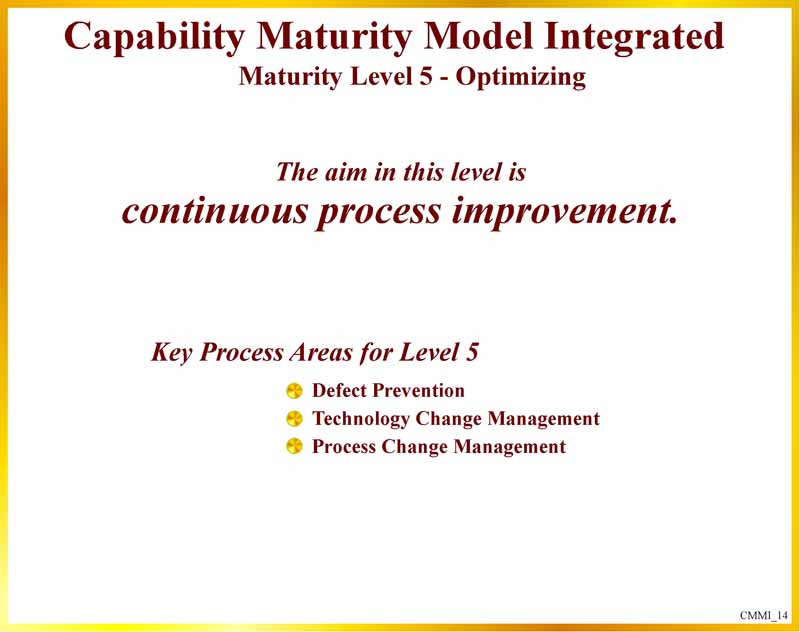 Capability Maturity Model Integrated
Maturity Level 5 - Optimizing
The aim in this level is
continuous process improvement.
Key Process Areas for Level 5
Defect Prevention
Technology Change Management
Process Change Management
CMMI_14